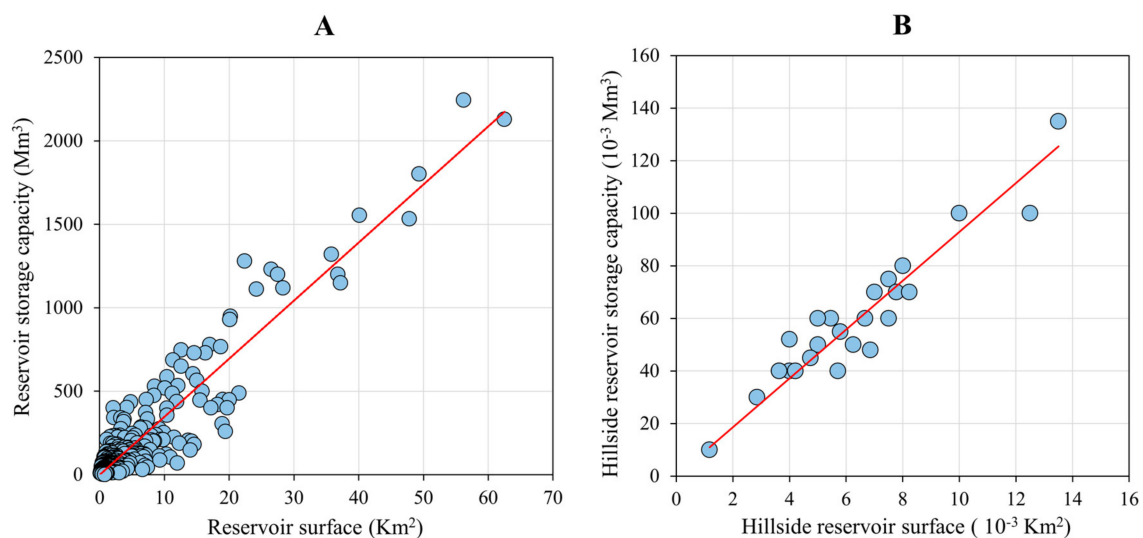 A
2500
2000
1500
1000
500
0
0 10 20 30 40 50 60 70
Reservoir storage capacity (Mm³)
Reservoir surface (Km²)
B
160
140
120
100
80
60
40
20
0
0 2 4 6 8 10 12 14 16
Hillside reservoir storage capacity (10⁻³ Mm³)
Hillside reservoir surface ( 10⁻³ Km²)